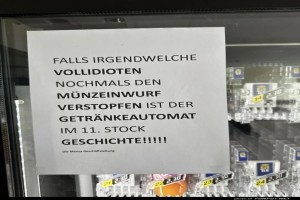 FALLS IRGENDWELCHE
VOLLIDIOTEN
NOCHMALS DEN
MÜNZEINWURF
VERSTOPFEN IST DER
GETRÄNKEAUTOMAT
IM 11. STOCK
GESCHICHTE!!!!!